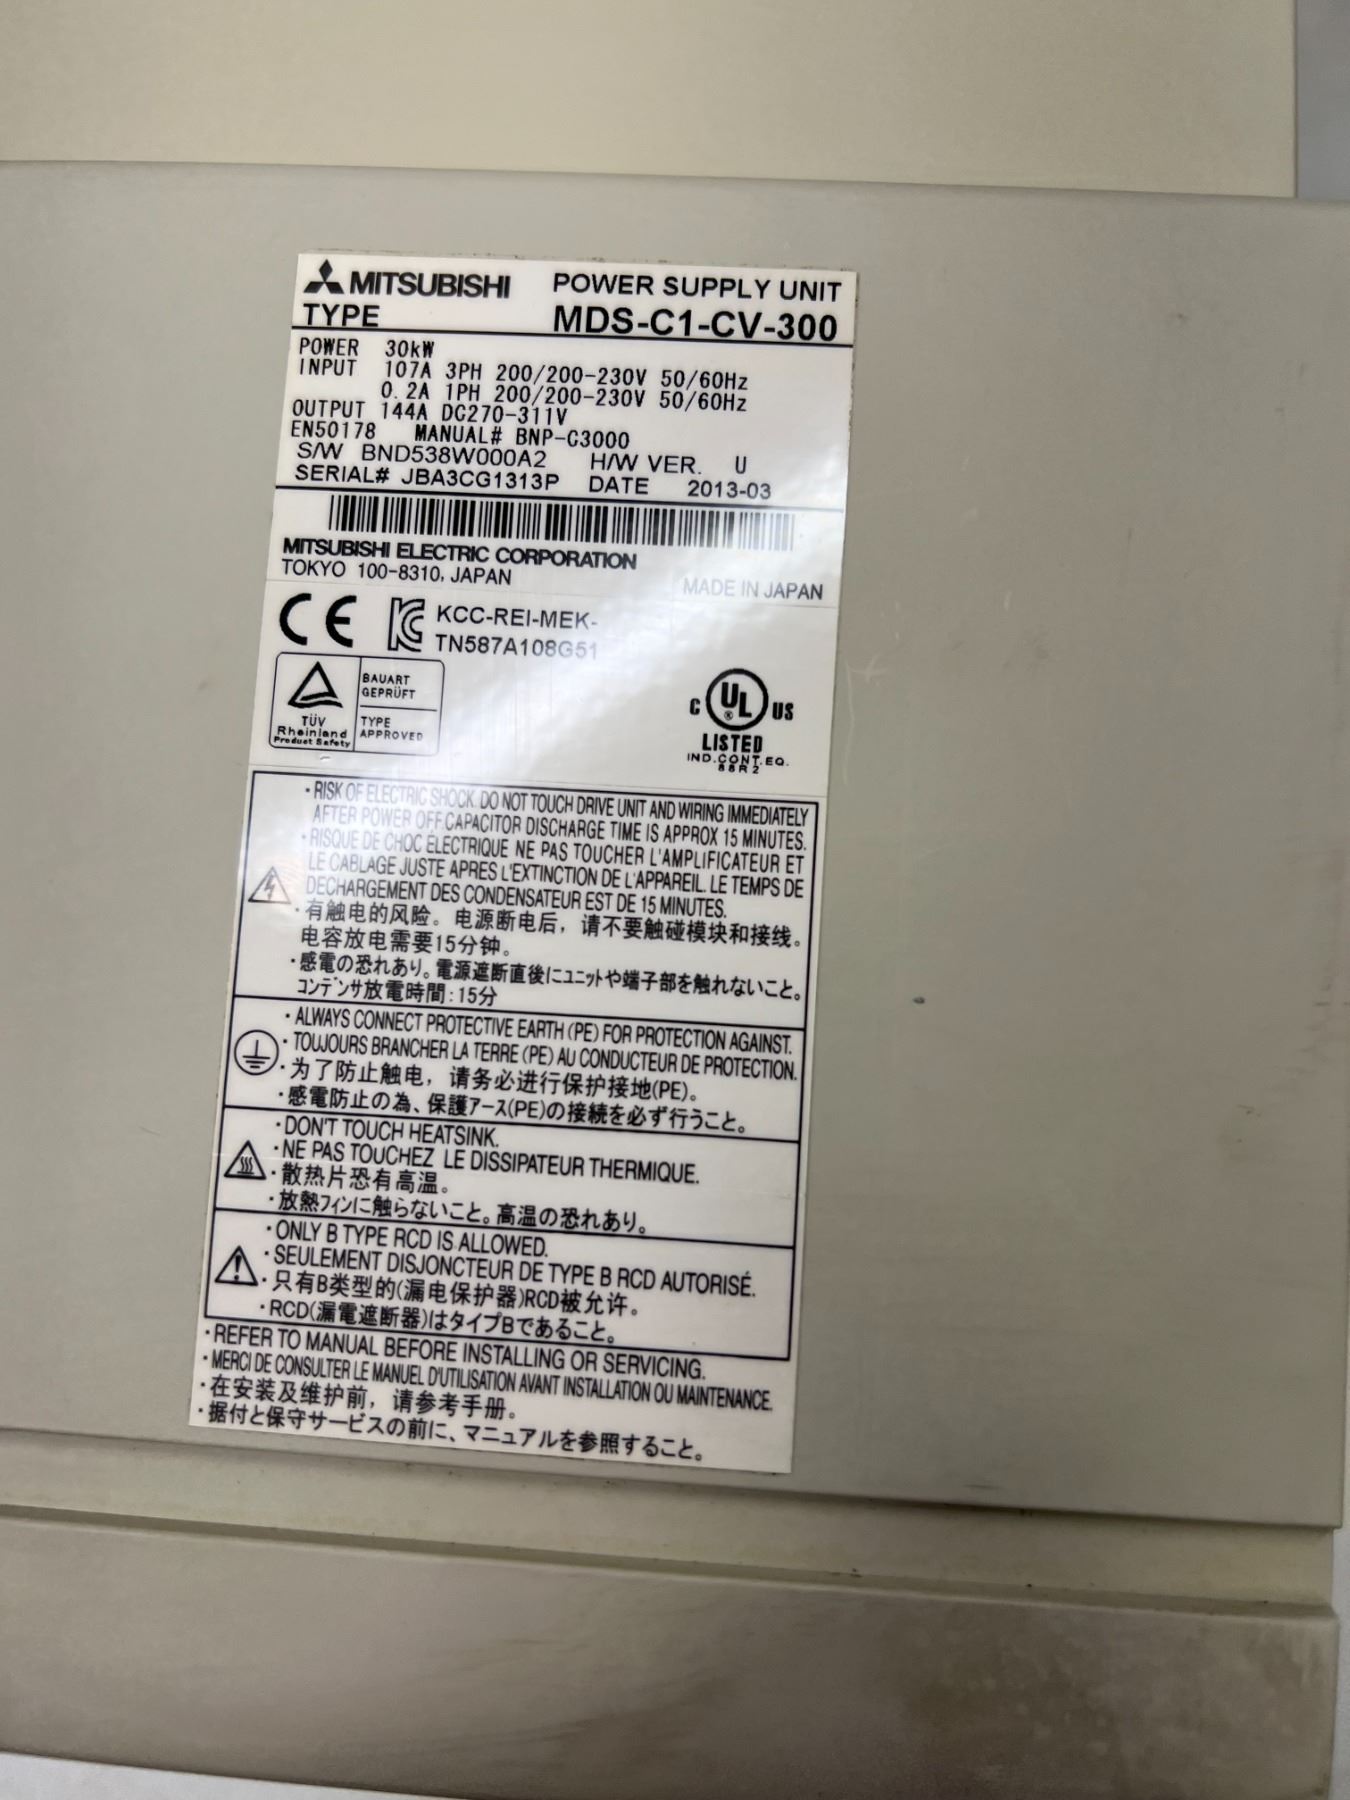 MITSUBISHI POWER SUPPLY UNIT
TYPE MDS-C1-CV-300
POWER 30kW
INPUT 107A 3PH 200/200-230V 50/60Hz
0.2A 1PH 200/200-230V 50/60Hz
OUTPUT 144A DC270-311V
EN50178 MANUAL# BNP-C3000
S/W BND538W000A2 H/W VER. U
SERIAL# JBA3CG1313P DATE 2013-03
MITSUBISHI ELECTRIC CORPORATION
TOKYO 100-8310, JAPAN
MADE IN JAPAN
CE KCC-REI-MEK-
TN587A108G51
BAUART
GEPRÜFT
TÜV
Rheinland
Product Safety
TYPE
APPROVED
C UL ® US
LISTED
IND.CONT.EQ.
88R2
・RISK OF ELECTRIC SHOCK. DO NOT TOUCH DRIVE UNIT AND WIRING IMMEDIATELY
AFTER POWER OFF.CAPACITOR DISCHARGE TIME IS APPROX 15 MINUTES.
・RISQUE DE CHOC ÉLECTRIQUE NE PAS TOUCHER L'AMPLIFICATEUR ET
LE CABLAGE JUSTE APRES L'EXTINCTION DE L'APPAREIL. LE TEMPS DE
DECHARGEMENT DES CONDENSATEUR EST DE 15 MINUTES.
・有触电的风险。电源断电后，请不要触碰模块和接线。
电容放电需要15分钟。
・感電の恐れあり。電源遮断直後にユニットや端子部を触れないこと。
コンデンサ放電時間：15分
・ALWAYS CONNECT PROTECTIVE EARTH (PE) FOR PROTECTION AGAINST.
・TOUJOURS BRANCHER LA TERRE (PE) AU CONDUCTEUR DE PROTECTION.
・为了防止触电，请务必进行保护接地(PE)。
・感電防止の為、保護アース(PE)の接続を必ず行うこと。
・DON'T TOUCH HEATSINK.
・NE PAS TOUCHEZ LE DISSIPATEUR THERMIQUE.
・散热片恐有高温。
・放熱フィンに触らないこと。高温の恐れあり。
・ONLY B TYPE RCD IS ALLOWED.
・SEULEMENT DISJONCTEUR DE TYPE B RCD AUTORISÉ.
・只有B类型的(漏电保护器)RCD被允许。
・RCD(漏電遮断器)はタイプBであること。
・REFER TO MANUAL BEFORE INSTALLING OR SERVICING.
・MERCI DE CONSULTER LE MANUEL D'UTILISATION AVANT INSTALLATION OU MAINTENANCE.
・在安装及维护前，请参考手册。
・据付と保守サービスの前に、マニュアルを参照すること。